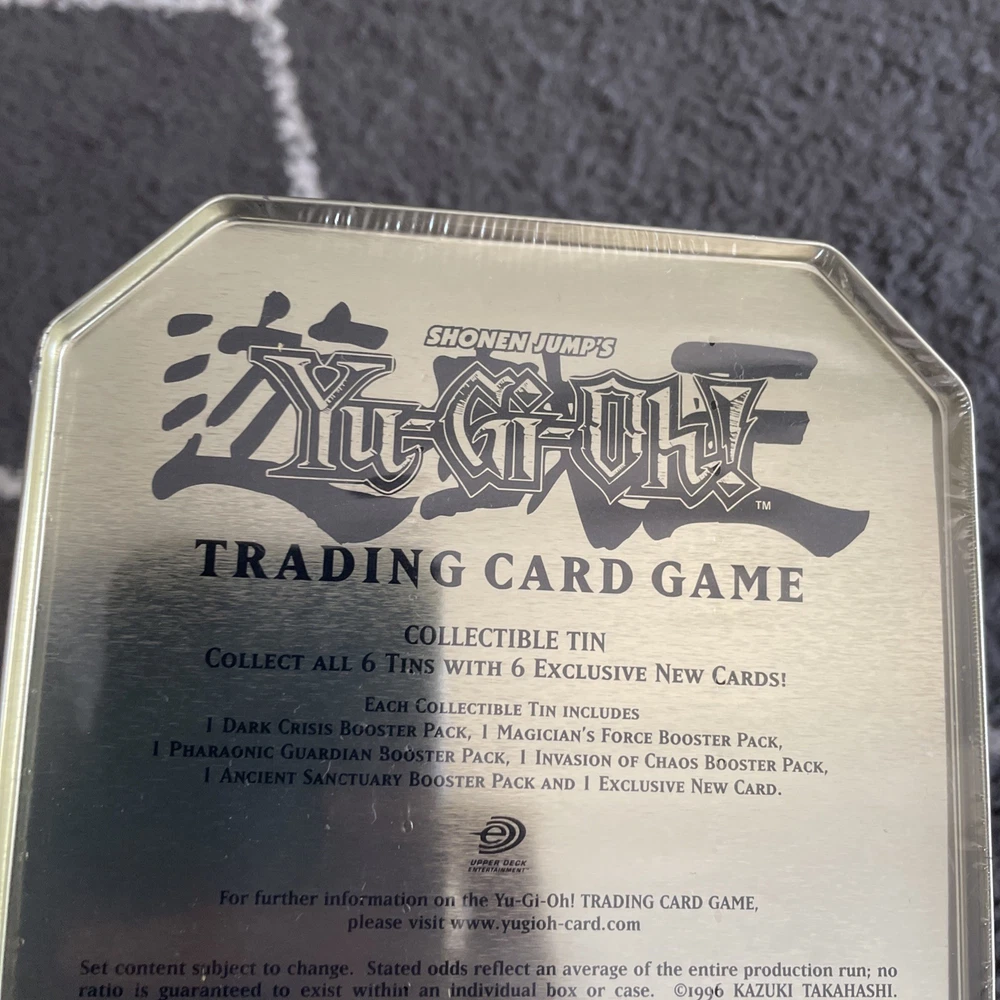 遊戯王
SHONEN JUMP'S
Yu-Gi-Oh!
TM
TRADING CARD GAME
COLLECTIBLE TIN
COLLECT ALL 6 TINS WITH 6 EXCLUSIVE NEW CARDS!
EACH COLLECTIBLE TIN INCLUDES
1 DARK CRISIS BOOSTER PACK, 1 MAGICIAN'S FORCE BOOSTER PACK,
1 PHARAONIC GUARDIAN BOOSTER PACK, 1 INVASION OF CHAOS BOOSTER PACK,
1 ANCIENT SANCTUARY BOOSTER PACK AND 1 EXCLUSIVE NEW CARD.
e
UPPER DECK
ENTERTAINMENT
For further information on the Yu-Gi-Oh! TRADING CARD GAME,
please visit www.yugioh-card.com
Set content subject to change. Stated odds reflect an average of the entire production run; no
ratio is guaranteed to exist within an individual box or case. ©1996 KAZUKI TAKAHASHI.